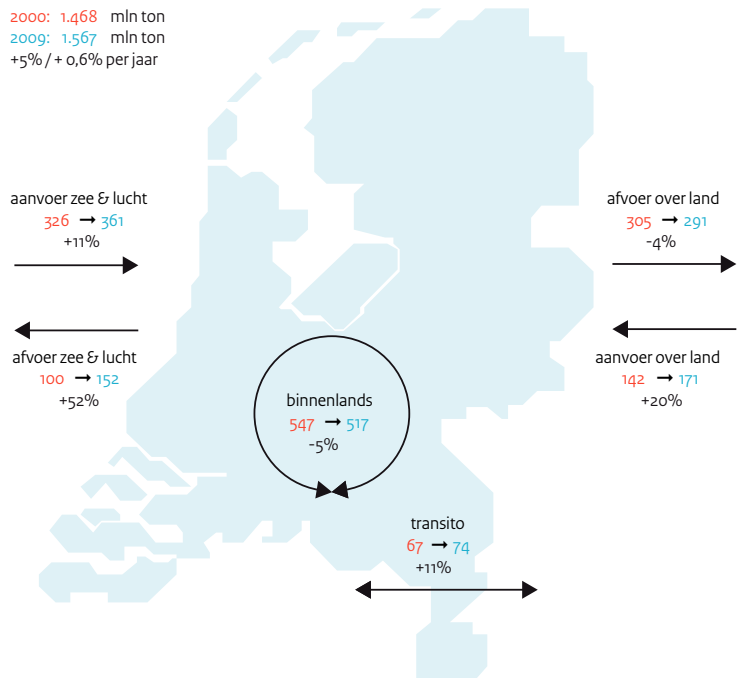 2000: 1.468 mln ton
2009: 1.567 mln ton
+5% / + 0,6% per jaar
aanvoer zee & lucht
326 → 361
+11%
afvoer over land
305 → 291
-4%
afvoer zee & lucht
100 → 152
+52%
aanvoer over land
142 → 171
+20%
binnenlands
547 → 517
-5%
transito
67 → 74
+11%